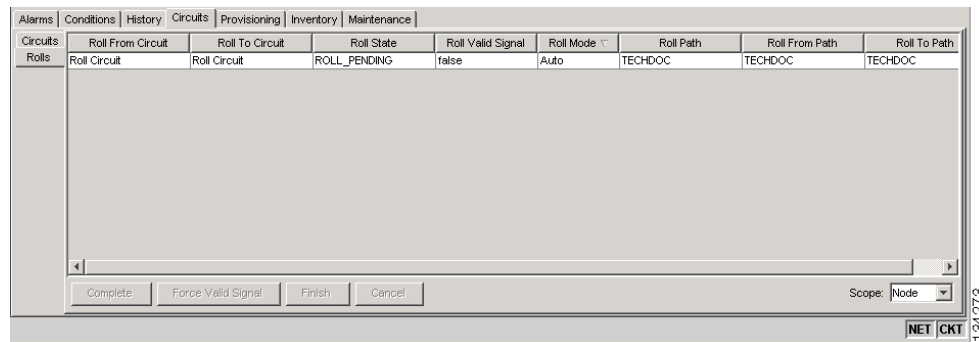 Alarms Conditions History Circuits Provisioning Inventory Maintenance
Circuits
Rolls
Roll From Circuit Roll To Circuit Roll State Roll Valid Signal Roll Mode Roll Path Roll From Path Roll To Path
Roll Circuit Roll Circuit ROLL_PENDING false Auto TECHDOC TECHDOC TECHDOC
Complete Force Valid Signal Finish Cancel Scope: Node
NET CKT